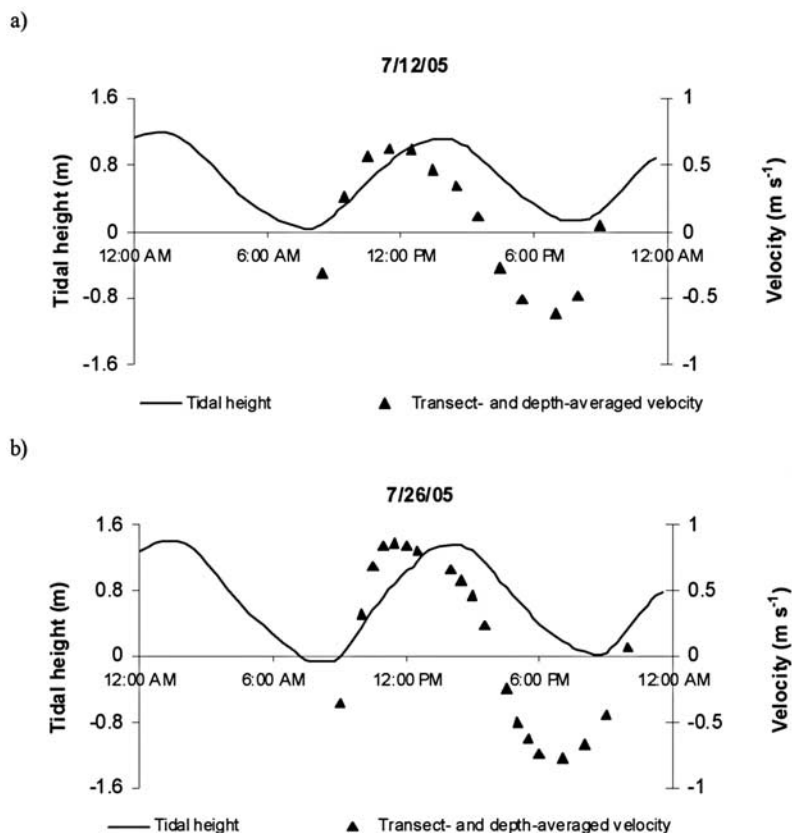 a)
7/12/05
Tidal height (m)
1.6
0.8
0
-0.8
-1.6
12:00 AM 6:00 AM 12:00 PM 6:00 PM 12:00 AM
1
0.5
0
-0.5
-1
Velocity (m s⁻¹)
Tidal height ▲ Transect- and depth-averaged velocity
b)
7/26/05
Tidal height (m)
1.6
0.8
0
-0.8
-1.6
12:00 AM 6:00 AM 12:00 PM 6:00 PM 12:00 AM
1
0.5
0
-0.5
-1
Velocity (m s⁻¹)
Tidal height ▲ Transect- and depth-averaged velocity